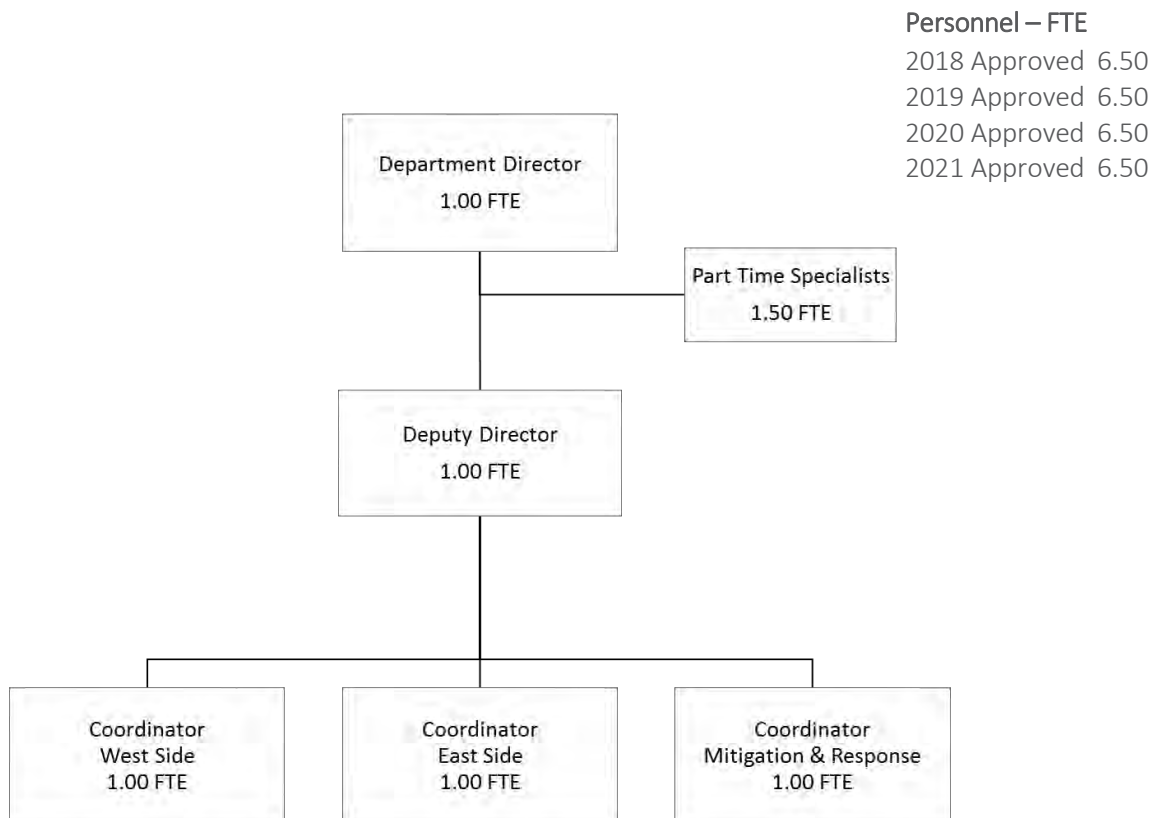 Personnel – FTE
2018 Approved 6.50
2019 Approved 6.50
2020 Approved 6.50
2021 Approved 6.50
Department Director
1.00 FTE
Part Time Specialists
1.50 FTE
Deputy Director
1.00 FTE
Coordinator
West Side
1.00 FTE
Coordinator
East Side
1.00 FTE
Coordinator
Mitigation & Response
1.00 FTE